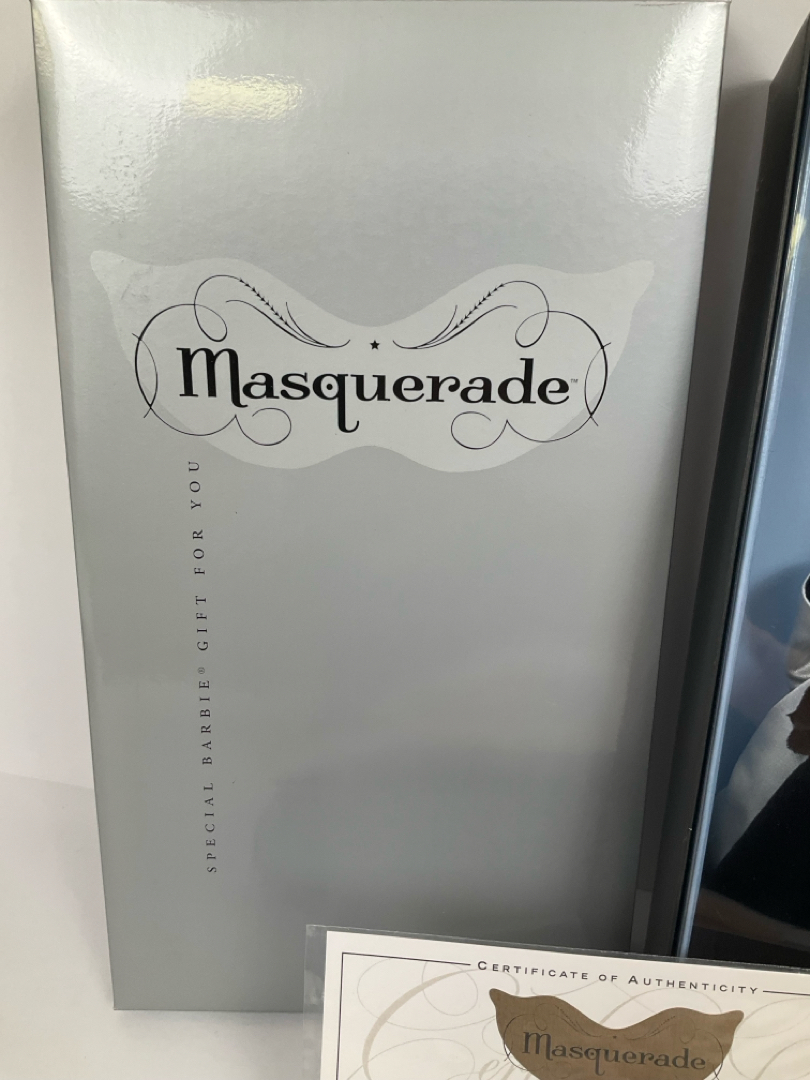 Masquerade™
SPECIAL BARBIE® GIFT FOR YOU
CERTIFICATE OF AUTHENTICITY
Masquerade